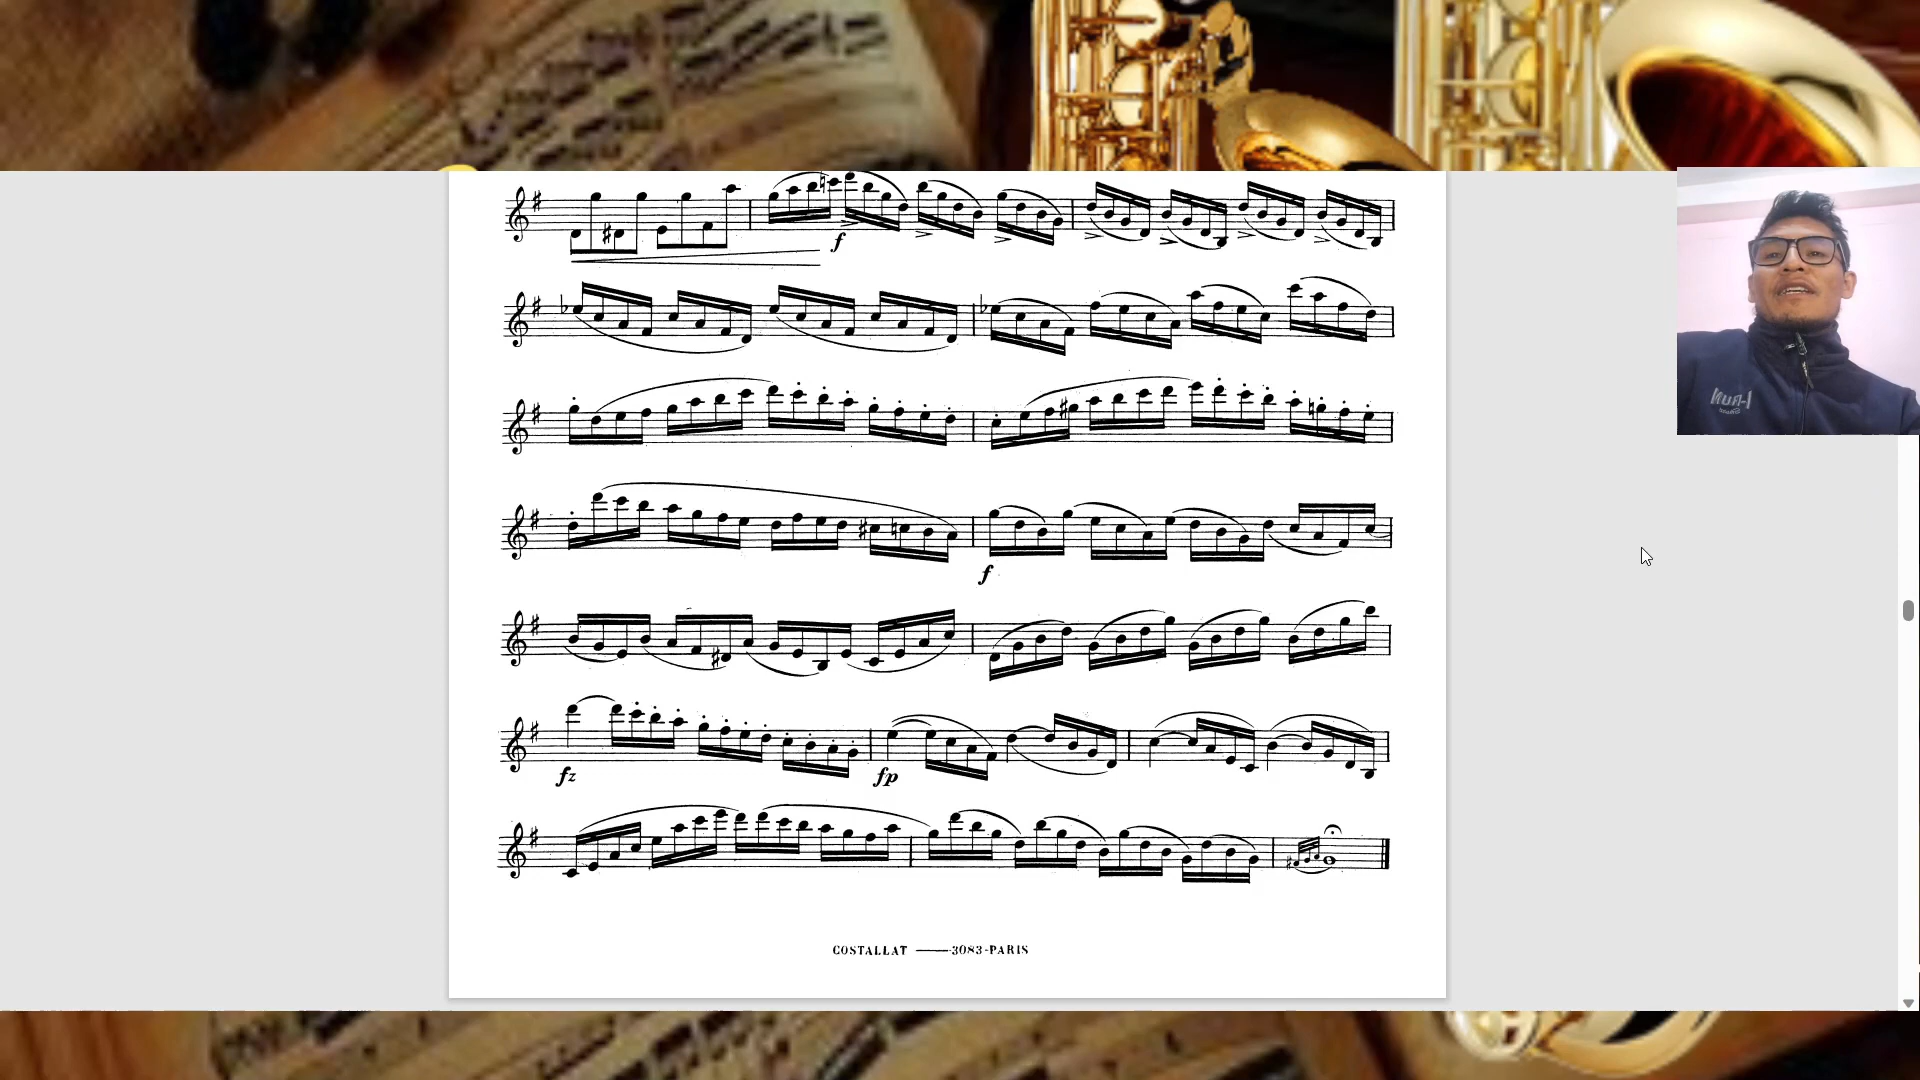 f
f
fz fp
COSTALLAT —— 3083-PARIS